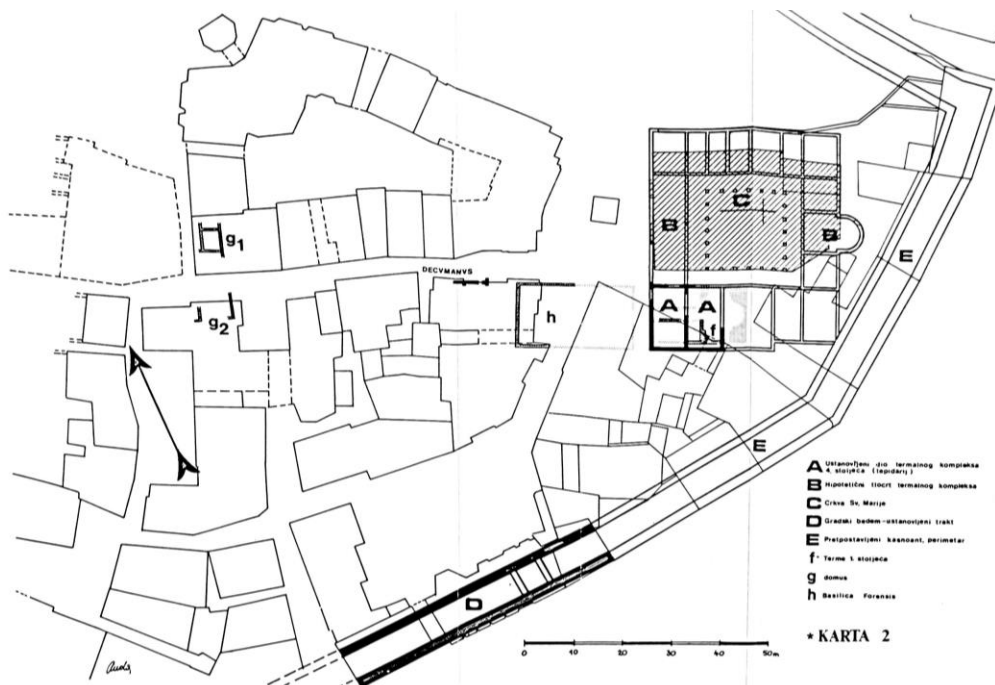 g1
g2
DECVMANVS
h
B
C
B
A
A
f
E
E
D
A Ustanovljeni dio termalnog kompleksa
4. stoljeća (tepidarij)
B Hipotetični tlocrt termalnog kompleksa
C Crkva Sv. Marije
D Gradski bedem-ustanovljeni trakt
E Pretpostavljeni kasnoant. perimetar
f Terme 1. stoljeća
g domus
h Basilica Forensis
* KARTA 2
0 10 20 30 40 50m